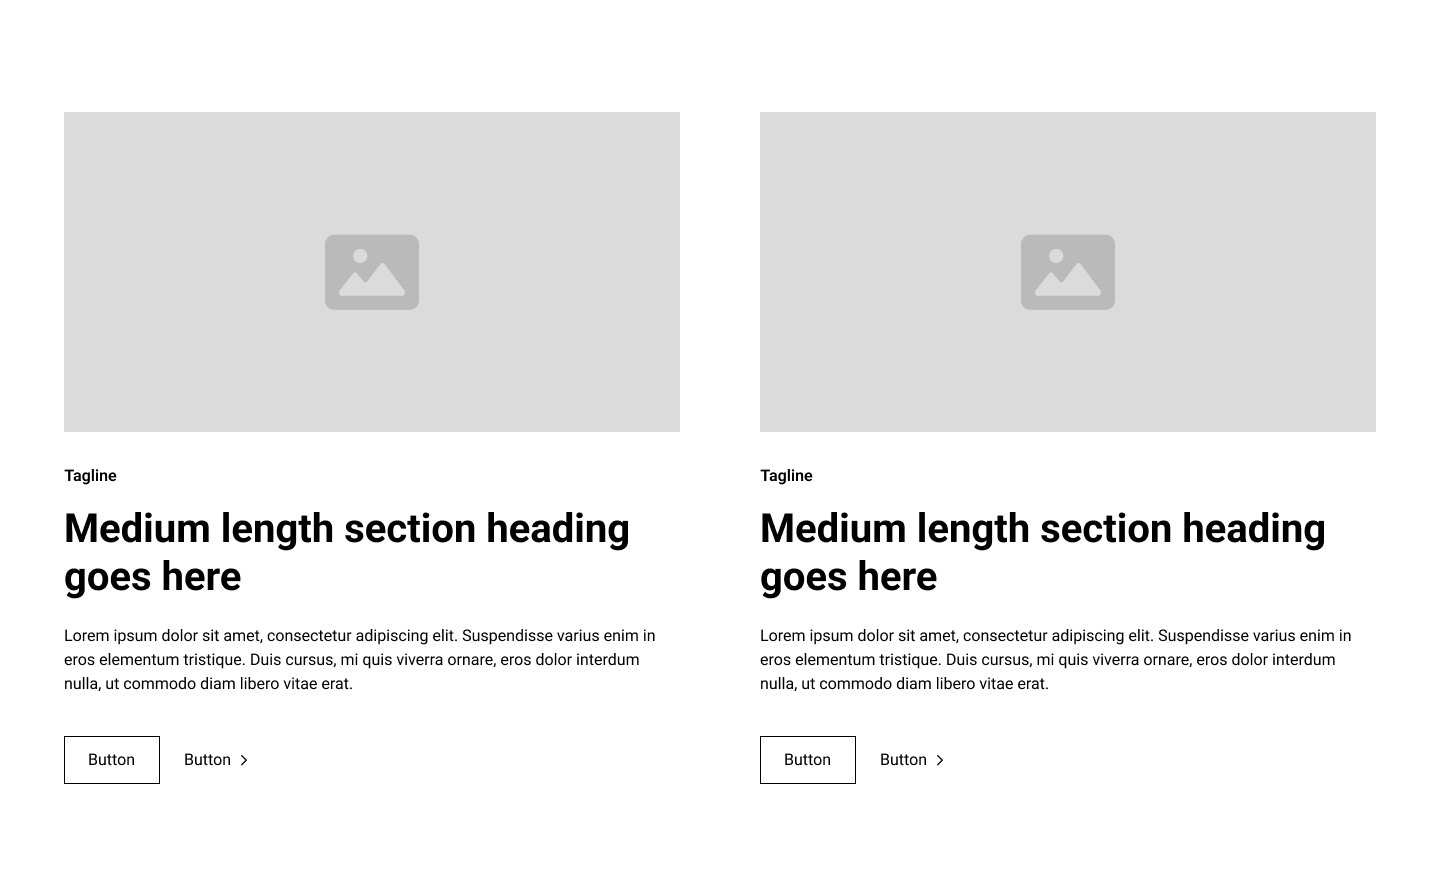 Tagline
Medium length section heading
goes here
Lorem ipsum dolor sit amet, consectetur adipiscing elit. Suspendisse varius enim in
eros elementum tristique. Duis cursus, mi quis viverra ornare, eros dolor interdum
nulla, ut commodo diam libero vitae erat.
Button
Button
Tagline
Medium length section heading
goes here
Lorem ipsum dolor sit amet, consectetur adipiscing elit. Suspendisse varius enim in
eros elementum tristique. Duis cursus, mi quis viverra ornare, eros dolor interdum
nulla, ut commodo diam libero vitae erat.
Button
Button